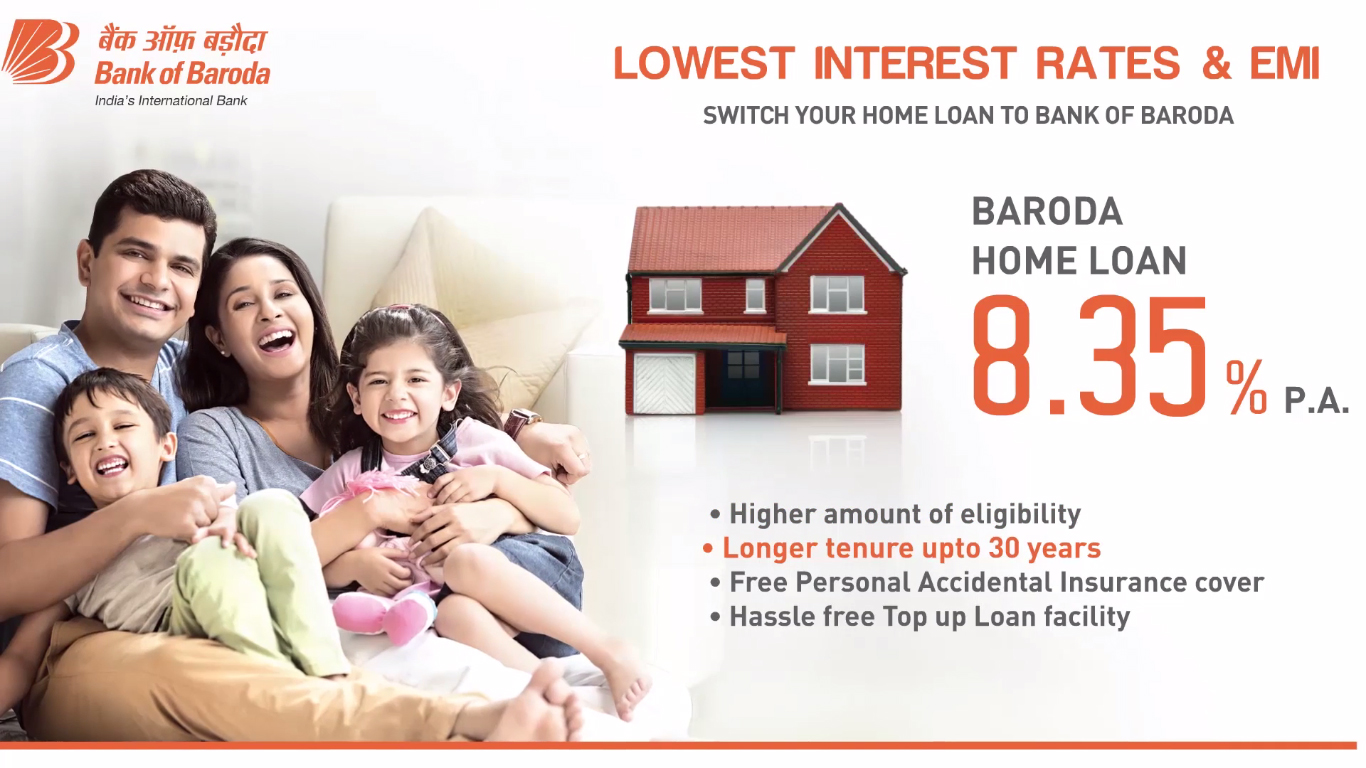 बैंक ऑफ़ बड़ौदा
Bank of Baroda
India's International Bank
LOWEST INTEREST RATES & EMI
SWITCH YOUR HOME LOAN TO BANK OF BARODA
BARODA
HOME LOAN
8.35% P.A.
• Higher amount of eligibility
• Longer tenure upto 30 years
• Free Personal Accidental Insurance cover
• Hassle free Top up Loan facility